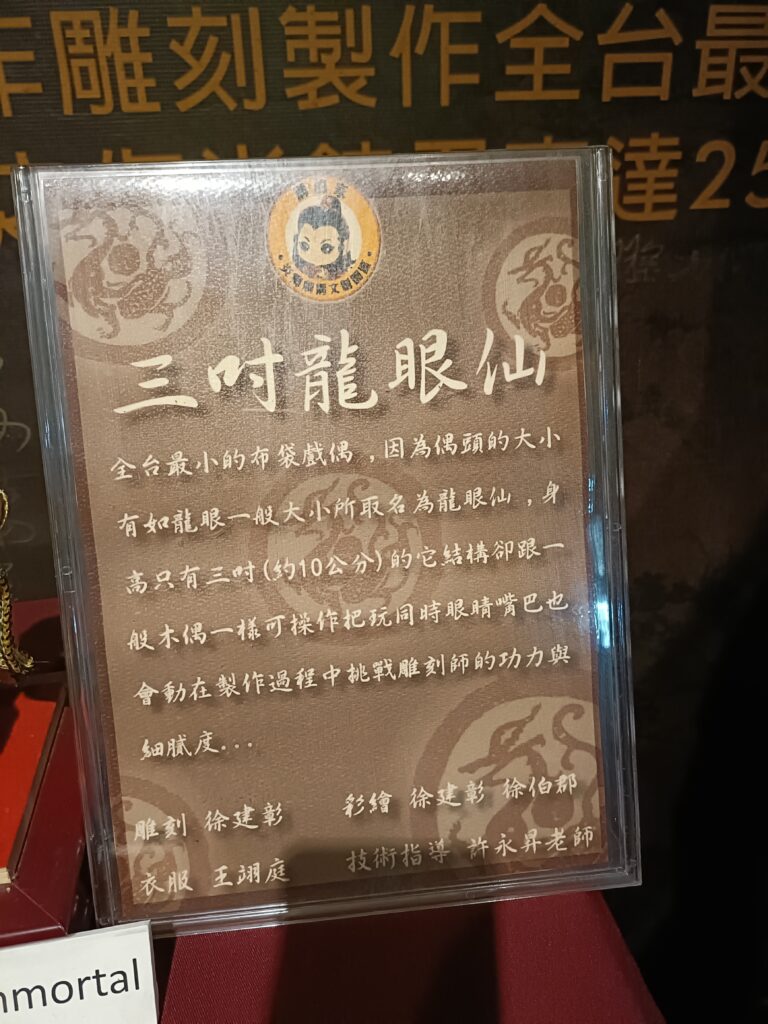 年雕刻製作全台最
達25
三吋龍眼仙
全台最小的布袋戲偶,因為偶頭的大小
有如龍眼一般大小所取名為龍眼仙,身
高只有三吋(約10公分)的它結構卻跟一
般木偶一樣可操作把玩同時眼睛嘴巴也
會動在製作過程中挑戰雕刻師的功力與
細膩度...
雕刻 徐建彰
彩繪 徐建彰 徐伯郡
衣服 王翊庭
技術指導 許永昇老師
mmortal